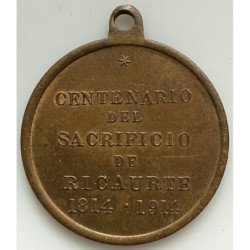 *
CENTENARIO
DEL
SACRIFICIO
DE
RICAURTE
1814 : 1914